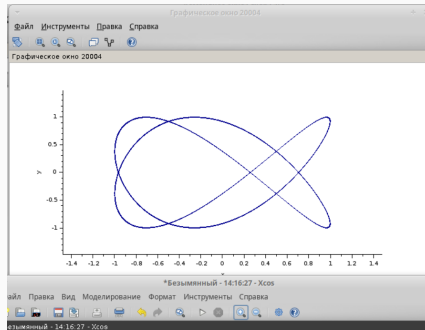 Графическое окно 20004
Файл Инструменты Правка Справка
Графическое окно 20004
1
0.5
0
-0.5
-1
y
-1.4 -1.2 -1 -0.8 -0.6 -0.4 -0.2 0 0.2 0.4 0.6 0.8 1 1.2 1.4
*Безымянный - 14:16:27 - Xcos
айл Правка Вид Моделирование Формат Инструменты Справка
езымянный - 14:16:27 - Xcos